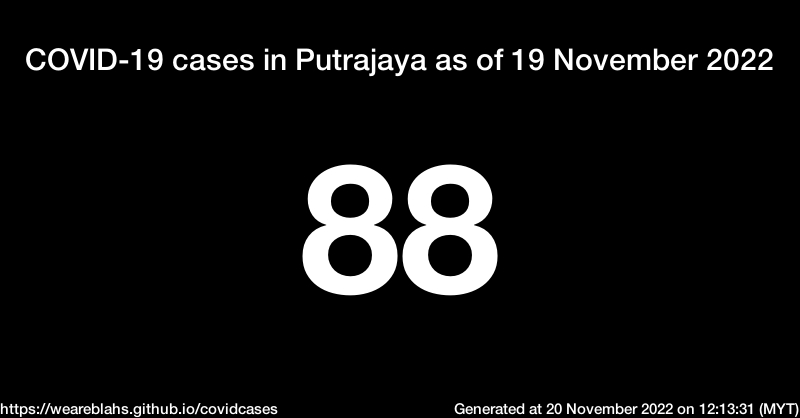 COVID-19 cases in Putrajaya as of 19 November 2022
88
https://weareblahs.github.io/covidcases
Generated at 20 November 2022 on 12:13:31 (MYT)